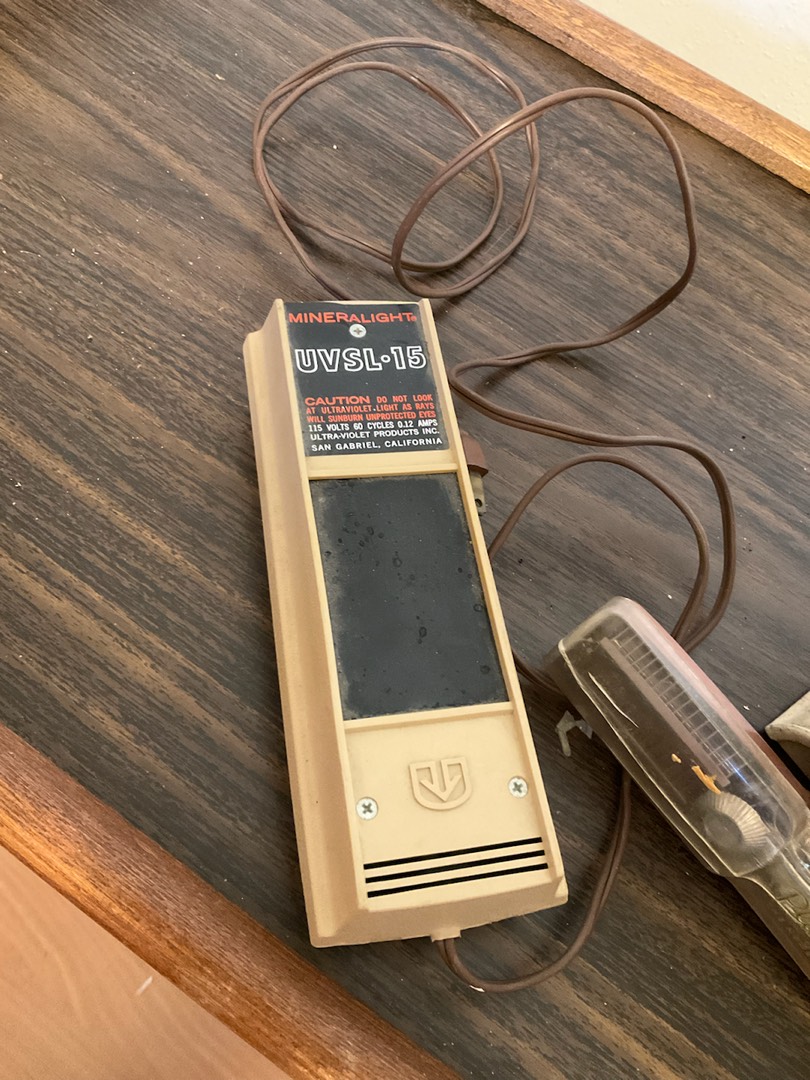 MINERALIGHT®
UVSL·15
CAUTION DO NOT LOOK
AT ULTRAVIOLET LIGHT AS RAYS
WILL SUNBURN UNPROTECTED EYES
115 VOLTS 60 CYCLES 0.12 AMPS
ULTRA-VIOLET PRODUCTS INC.
SAN GABRIEL, CALIFORNIA